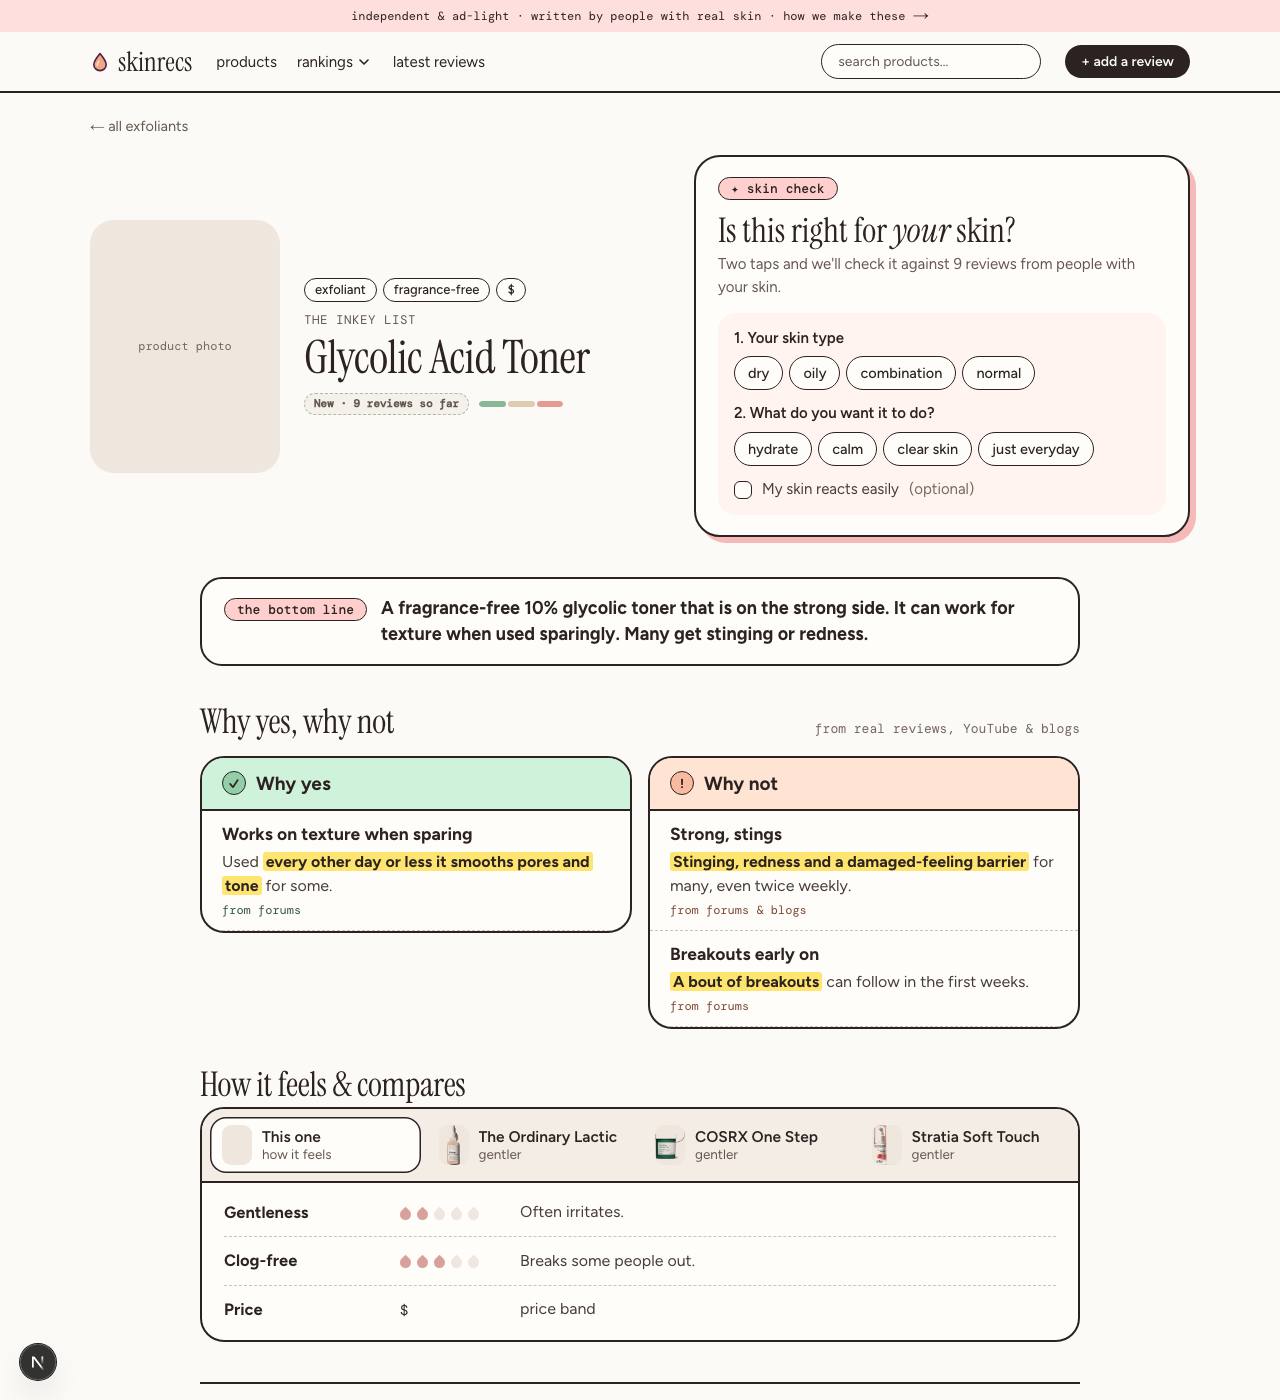 independent & ad-light · written by people with real skin · how we make these →
skinrecs
products
rankings
latest reviews
search products…
+ add a review
← all exfoliants
product photo
exfoliant
fragrance-free
$
THE INKEY LIST
Glycolic Acid Toner
New · 9 reviews so far
✦ skin check
Is this right for your skin?
Two taps and we'll check it against 9 reviews from people with
your skin.
1. Your skin type
dry
oily
combination
normal
2. What do you want it to do?
hydrate
calm
clear skin
just everyday
My skin reacts easily (optional)
the bottom line
A fragrance-free 10% glycolic toner that is on the strong side. It can work for
texture when used sparingly. Many get stinging or redness.
Why yes, why not
from real reviews, YouTube & blogs
Why yes
Works on texture when sparing
Used every other day or less it smooths pores and
tone for some.
from forums
Why not
Strong, stings
Stinging, redness and a damaged-feeling barrier for
many, even twice weekly.
from forums & blogs
Breakouts early on
A bout of breakouts can follow in the first weeks.
from forums
How it feels & compares
This one
how it feels
The Ordinary Lactic
gentler
COSRX One Step
gentler
Stratia Soft Touch
gentler
Gentleness
Often irritates.
Clog-free
Breaks some people out.
Price
$
price band
N